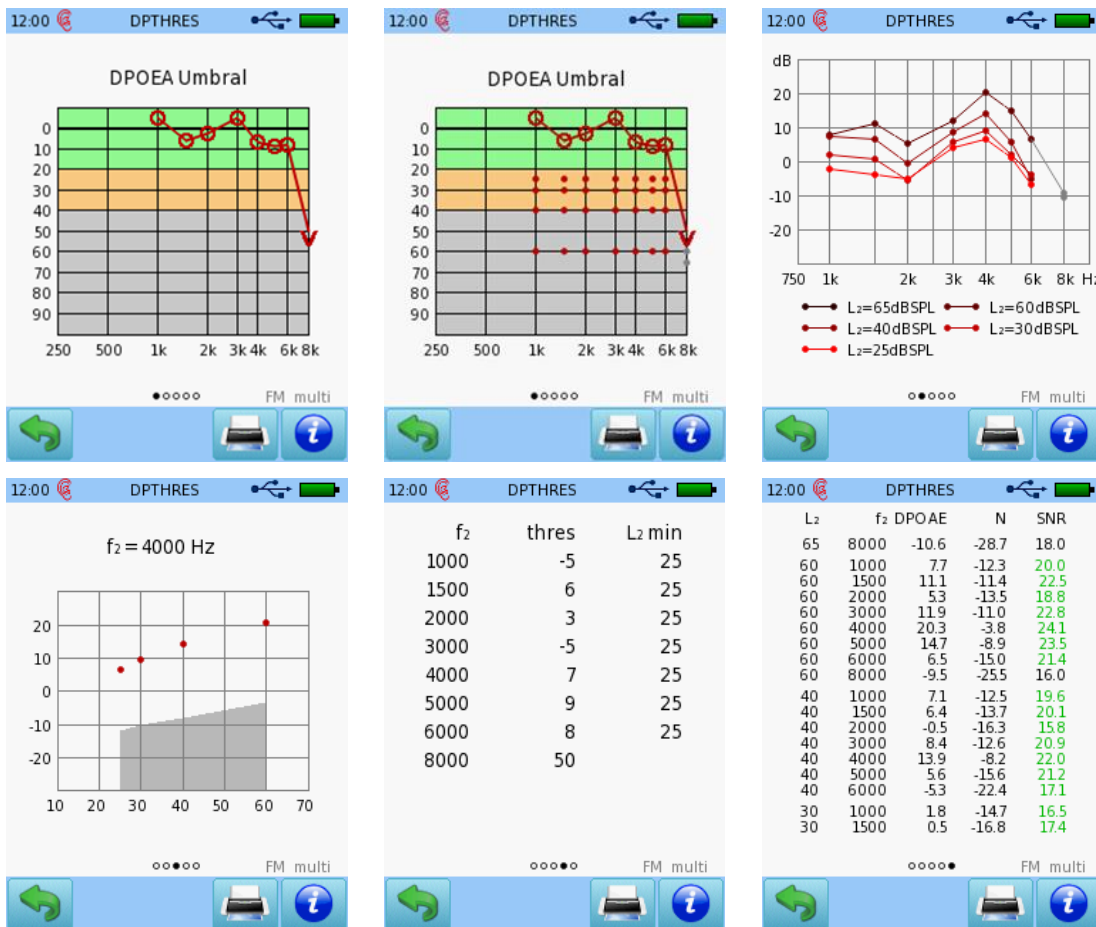 12:00 DPTHRES
DPOEA Umbral
0
10
20
30
40
50
60
70
80
90
250 500 1k 2k 3k 4k 6k 8k
FM multi
12:00 DPTHRES
DPOEA Umbral
0
10
20
30
40
50
60
70
80
90
250 500 1k 2k 3k 4k 6k 8k
FM multi
12:00 DPTHRES
dB
20
10
0
-10
-20
750 1k 2k 3k 4k 6k 8k Hz
L₂=65dBSPL L₂=60dBSPL
L₂=40dBSPL L₂=30dBSPL
L₂=25dBSPL
FM multi
12:00 DPTHRES
f₂ = 4000 Hz
20
10
0
-10
-20
10 20 30 40 50 60 70
FM multi
12:00 DPTHRES
f₂ thres L₂ min
1000 -5 25
1500 6 25
2000 3 25
3000 -5 25
4000 7 25
5000 9 25
6000 8 25
8000 50
FM multi
12:00 DPTHRES
L₂ f₂ DPOAE N SNR
65 8000 -10.6 -28.7 18.0
60 1000 7.7 -12.3 20.0
60 1500 11.1 -11.4 22.5
60 2000 5.3 -13.5 18.8
60 3000 11.9 -11.0 22.8
60 4000 20.3 -3.8 24.1
60 5000 14.7 -8.9 23.5
60 6000 6.5 -15.0 21.4
60 8000 -9.5 -25.5 16.0
40 1000 7.1 -12.5 19.6
40 1500 6.4 -13.7 20.1
40 2000 -0.5 -16.3 15.8
40 3000 8.4 -12.6 20.9
40 4000 13.9 -8.2 22.0
40 5000 5.6 -15.6 21.2
40 6000 -5.3 -22.4 17.1
30 1000 1.8 -14.7 16.5
30 1500 0.5 -16.8 17.4
FM multi